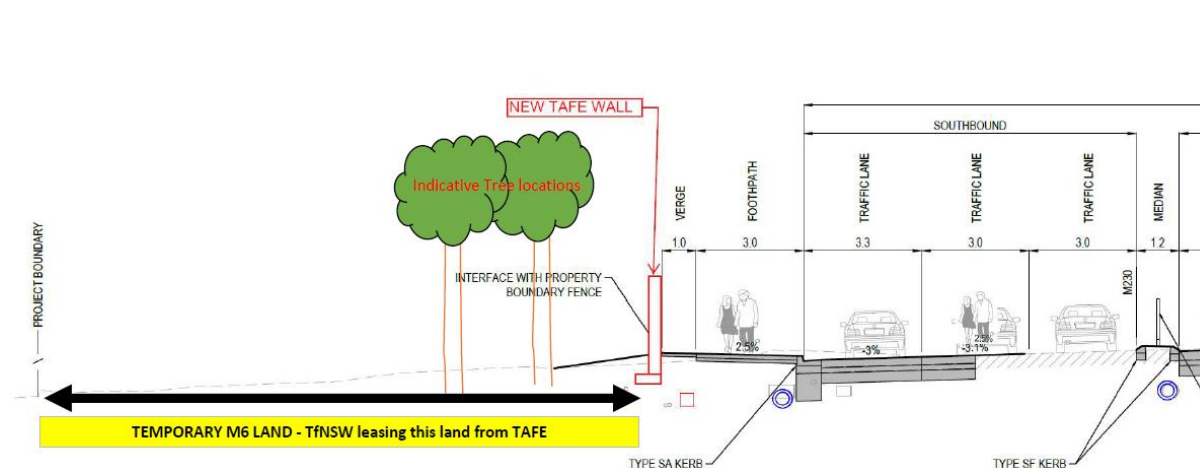 NEW TAFE WALL
SOUTHBOUND
Indicative Tree locations
VERGE
FOOTHPATH
TRAFFIC LANE
TRAFFIC LANE
TRAFFIC LANE
MEDIAN
1.0
3.0
3.3
3.0
3.0
1.2
PROJECT BOUNDARY
INTERFACE WITH PROPERTY
BOUNDARY FENCE
M230
2.5%
-3%
2.5%
-3.1%
TEMPORARY M6 LAND - TfNSW leasing this land from TAFE
TYPE SA KERB
TYPE SF KERB